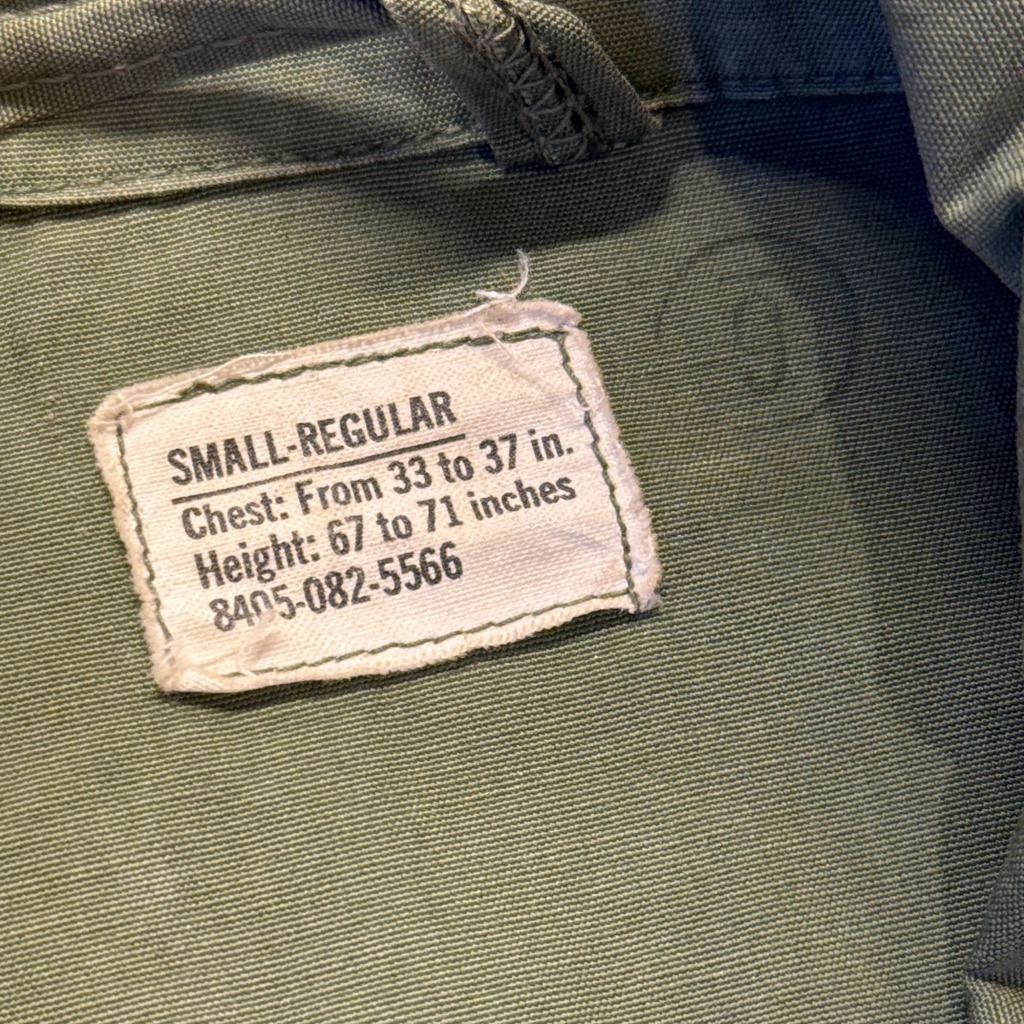 SMALL-REGULAR
Chest: From 33 to 37 in.
Height: 67 to 71 inches
8405-082-5566